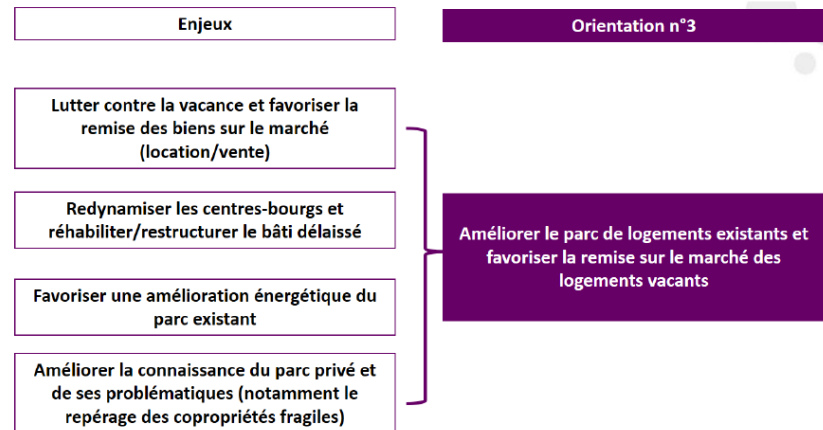 Enjeux
Orientation n°3
Lutter contre la vacance et favoriser la
remise des biens sur le marché
(location/vente)
Redynamiser les centres-bourgs et
réhabiliter/restructurer le bâti délaissé
Favoriser une amélioration énergétique du
parc existant
Améliorer la connaissance du parc privé et
de ses problématiques (notamment le
repérage des copropriétés fragiles)
Améliorer le parc de logements existants et
favoriser la remise sur le marché des
logements vacants